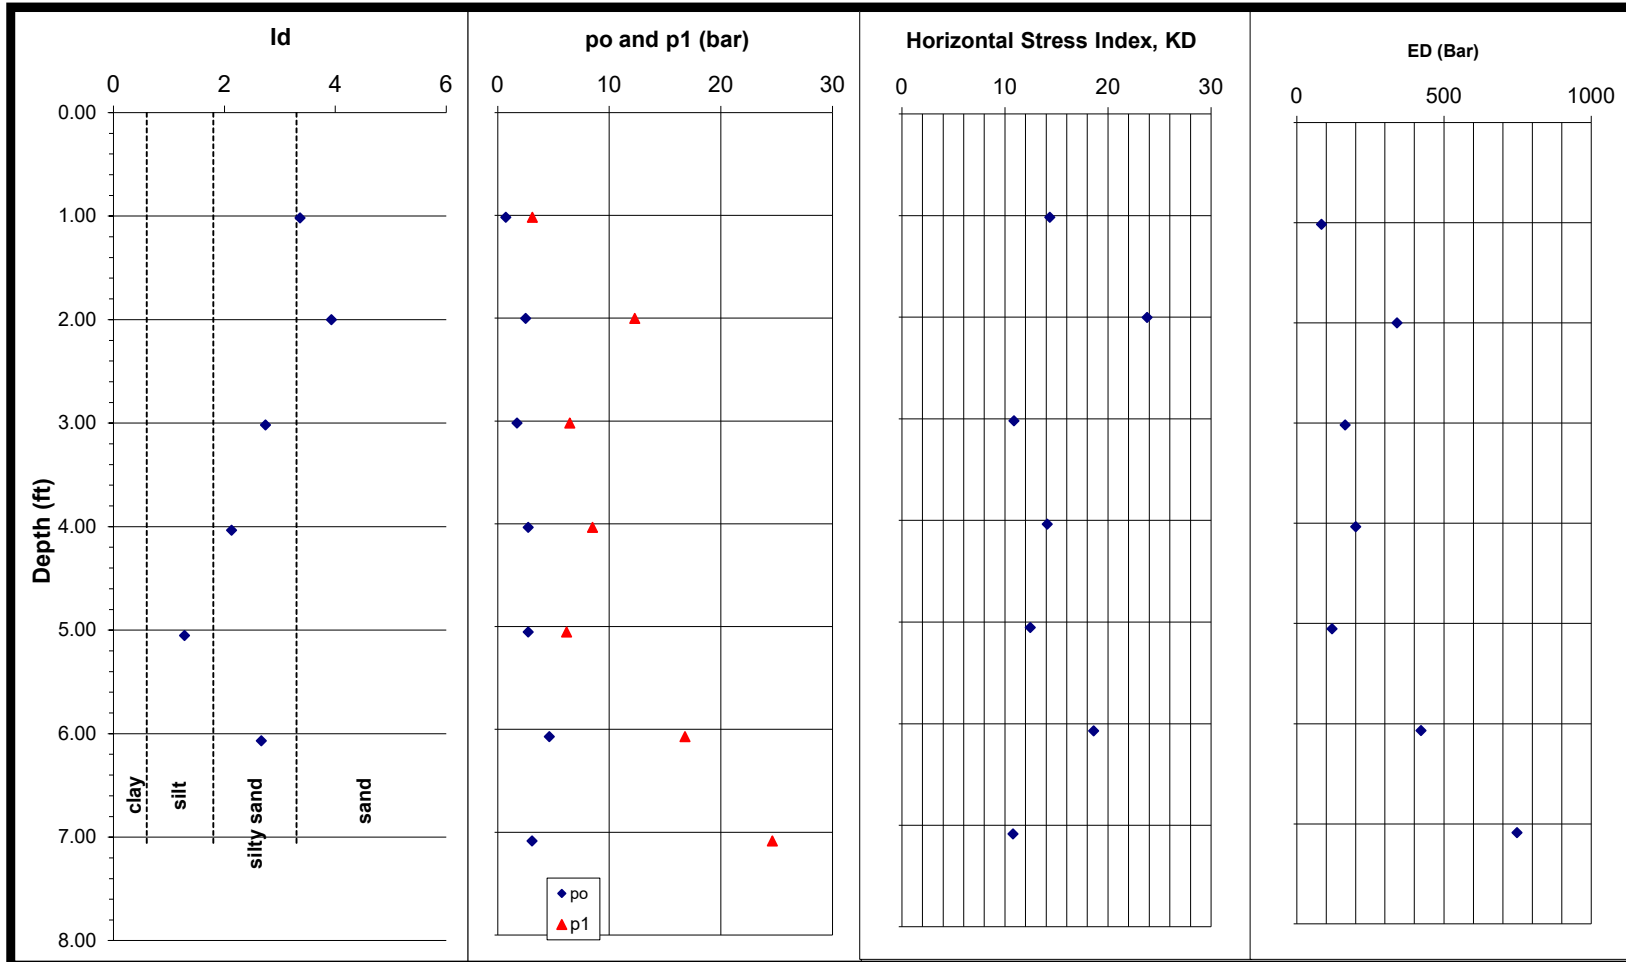 Id
po and p1 (bar)
Horizontal Stress Index, KD
ED (Bar)
0 2 4 6
0 10 20 30
0 10 20 30
0 500 1000
Depth (ft)
0.00
1.00
2.00
3.00
4.00
5.00
6.00
7.00
8.00
clay
silt
silty sand
sand
po
p1